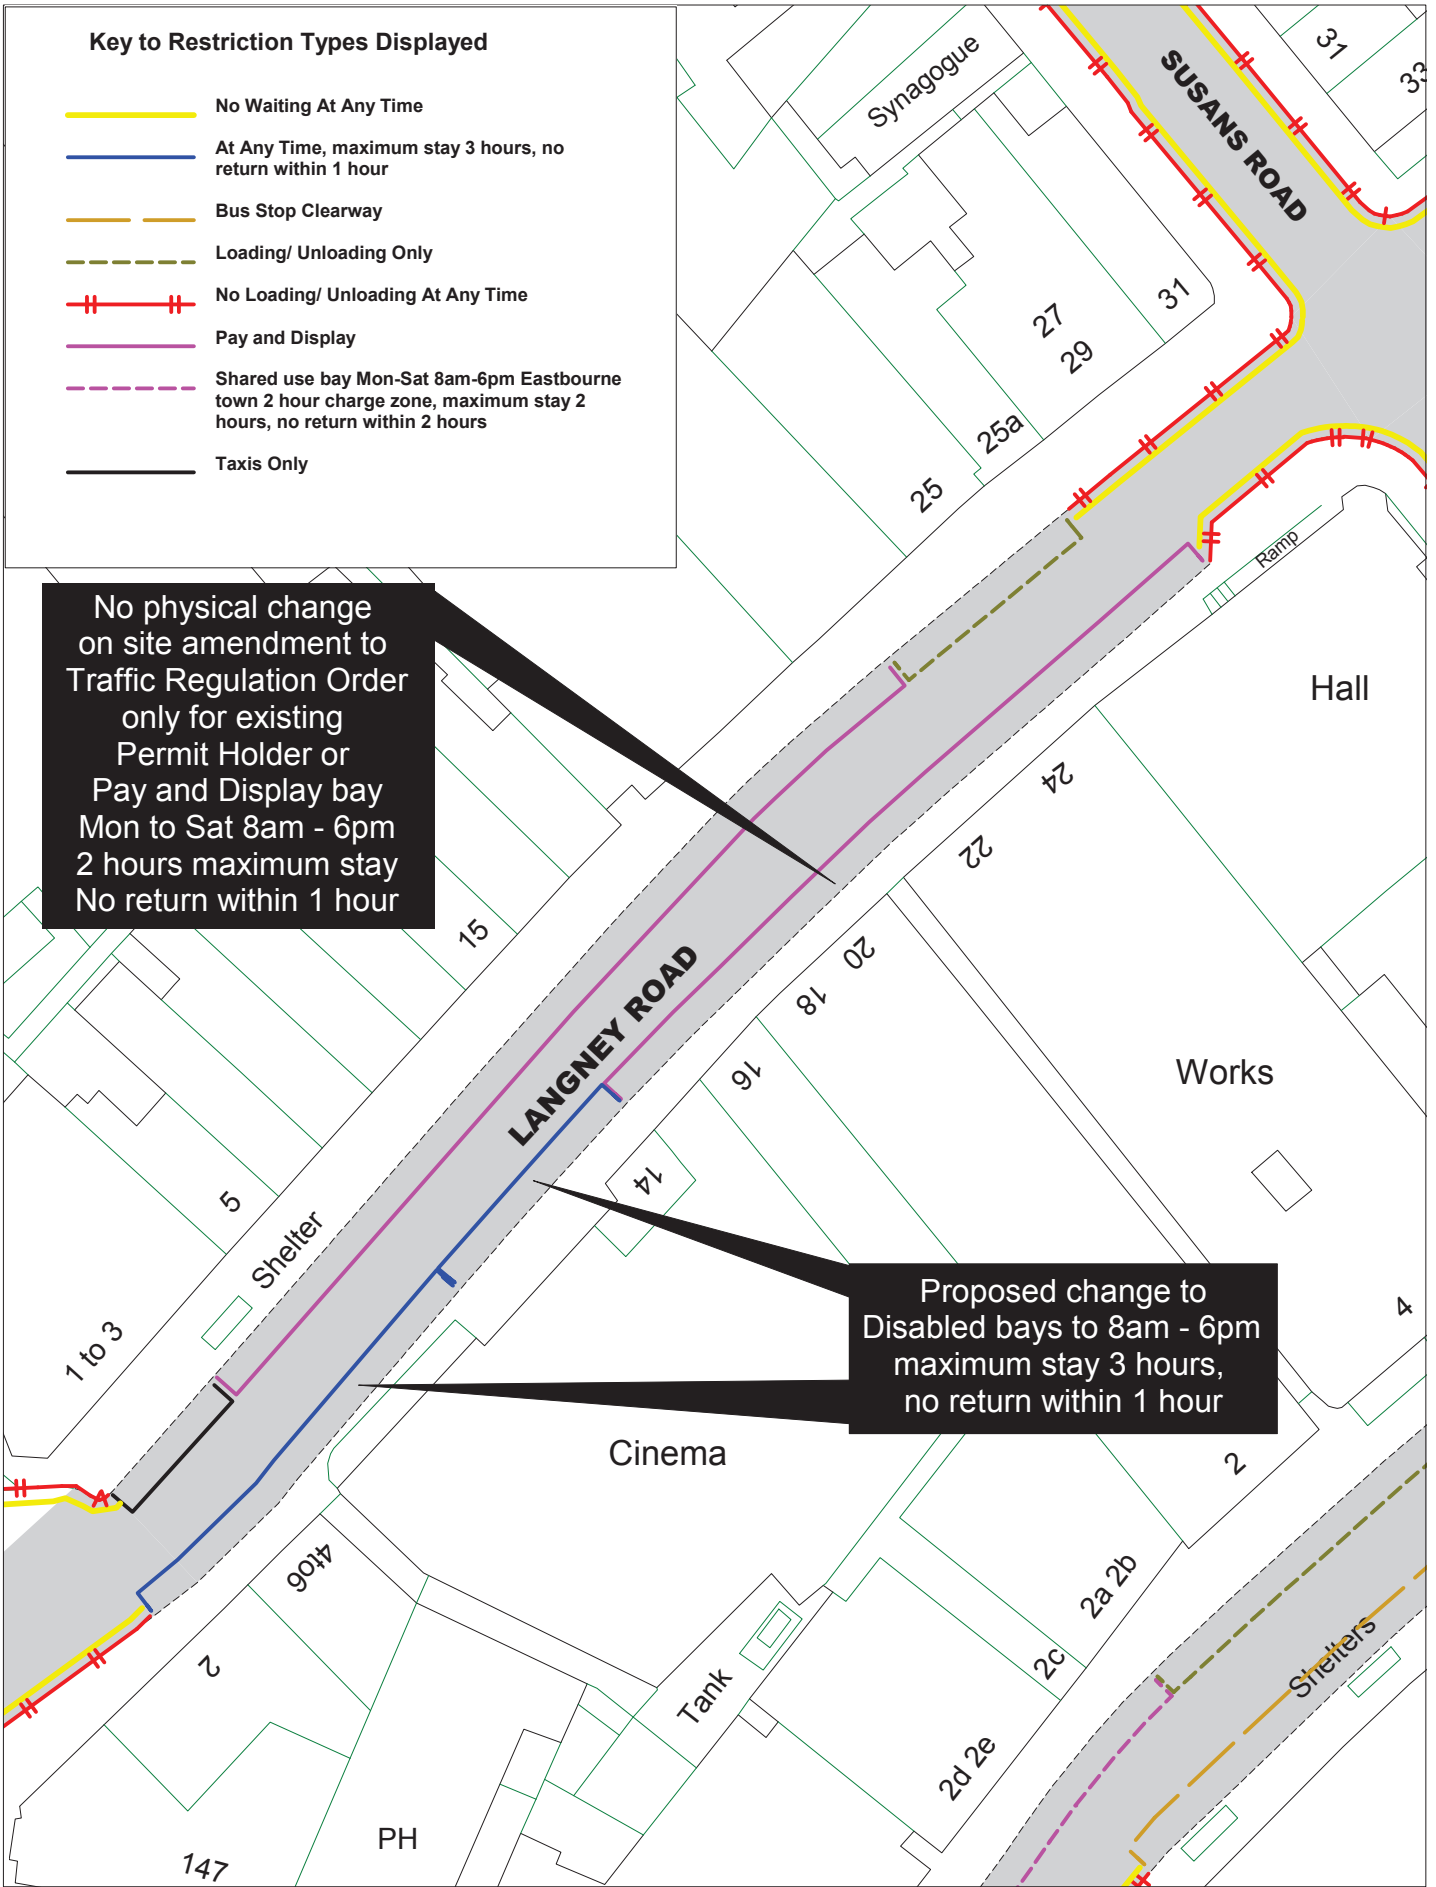 Key to Restriction Types Displayed
No Waiting At Any Time
At Any Time, maximum stay 3 hours, no
return within 1 hour
Bus Stop Clearway
Loading/ Unloading Only
No Loading/ Unloading At Any Time
Pay and Display
Shared use bay Mon-Sat 8am-6pm Eastbourne
town 2 hour charge zone, maximum stay 2
hours, no return within 2 hours
Taxis Only
Synagogue
SUSANS ROAD
31
33
31
27
29
25a
25
Ramp
Hall
No physical change
on site amendment to
Traffic Regulation Order
only for existing
Permit Holder or
Pay and Display bay
Mon to Sat 8am - 6pm
2 hours maximum stay
No return within 1 hour
24
22
20
18
16
14
15
LANGNEY ROAD
Works
5
Shelter
1 to 3
Proposed change to
Disabled bays to 8am - 6pm
maximum stay 3 hours,
no return within 1 hour
4
Cinema
2
4to6
2
2a 2b
2c
2d 2e
Shelters
Tank
PH
147